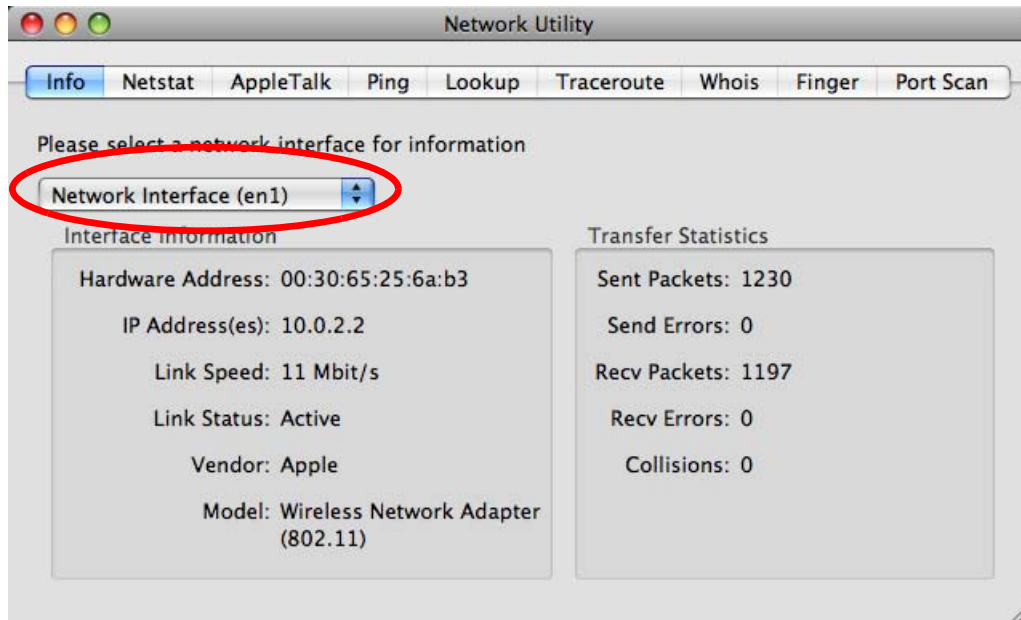 Network Utility
Info Netstat AppleTalk Ping Lookup Traceroute Whois Finger Port Scan
Please select a network interface for information
Network Interface (en1)
Interface Information
Hardware Address: 00:30:65:25:6a:b3
IP Address(es): 10.0.2.2
Link Speed: 11 Mbit/s
Link Status: Active
Vendor: Apple
Model: Wireless Network Adapter
(802.11)
Transfer Statistics
Sent Packets: 1230
Send Errors: 0
Recv Packets: 1197
Recv Errors: 0
Collisions: 0